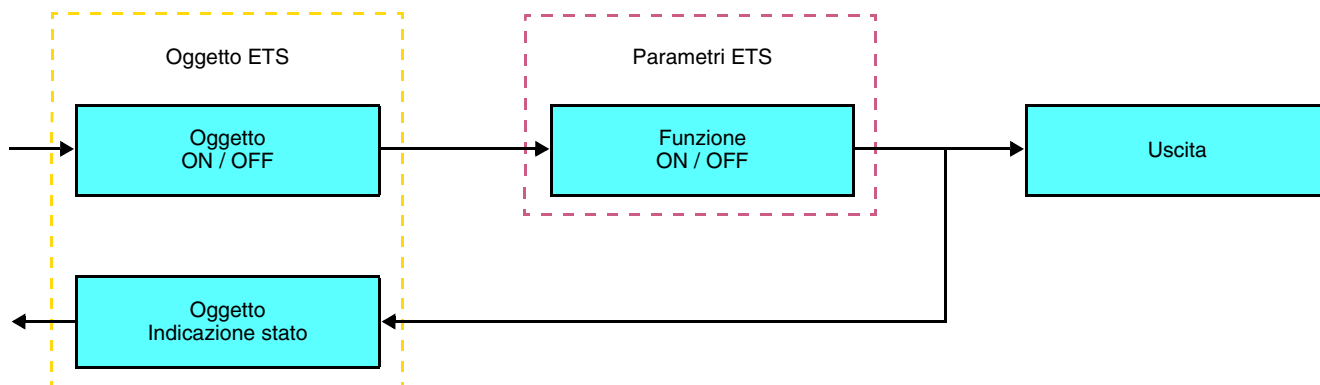 Oggetto ETS
Parametri ETS
Oggetto
ON / OFF
Funzione
ON / OFF
Uscita
Oggetto
Indicazione stato